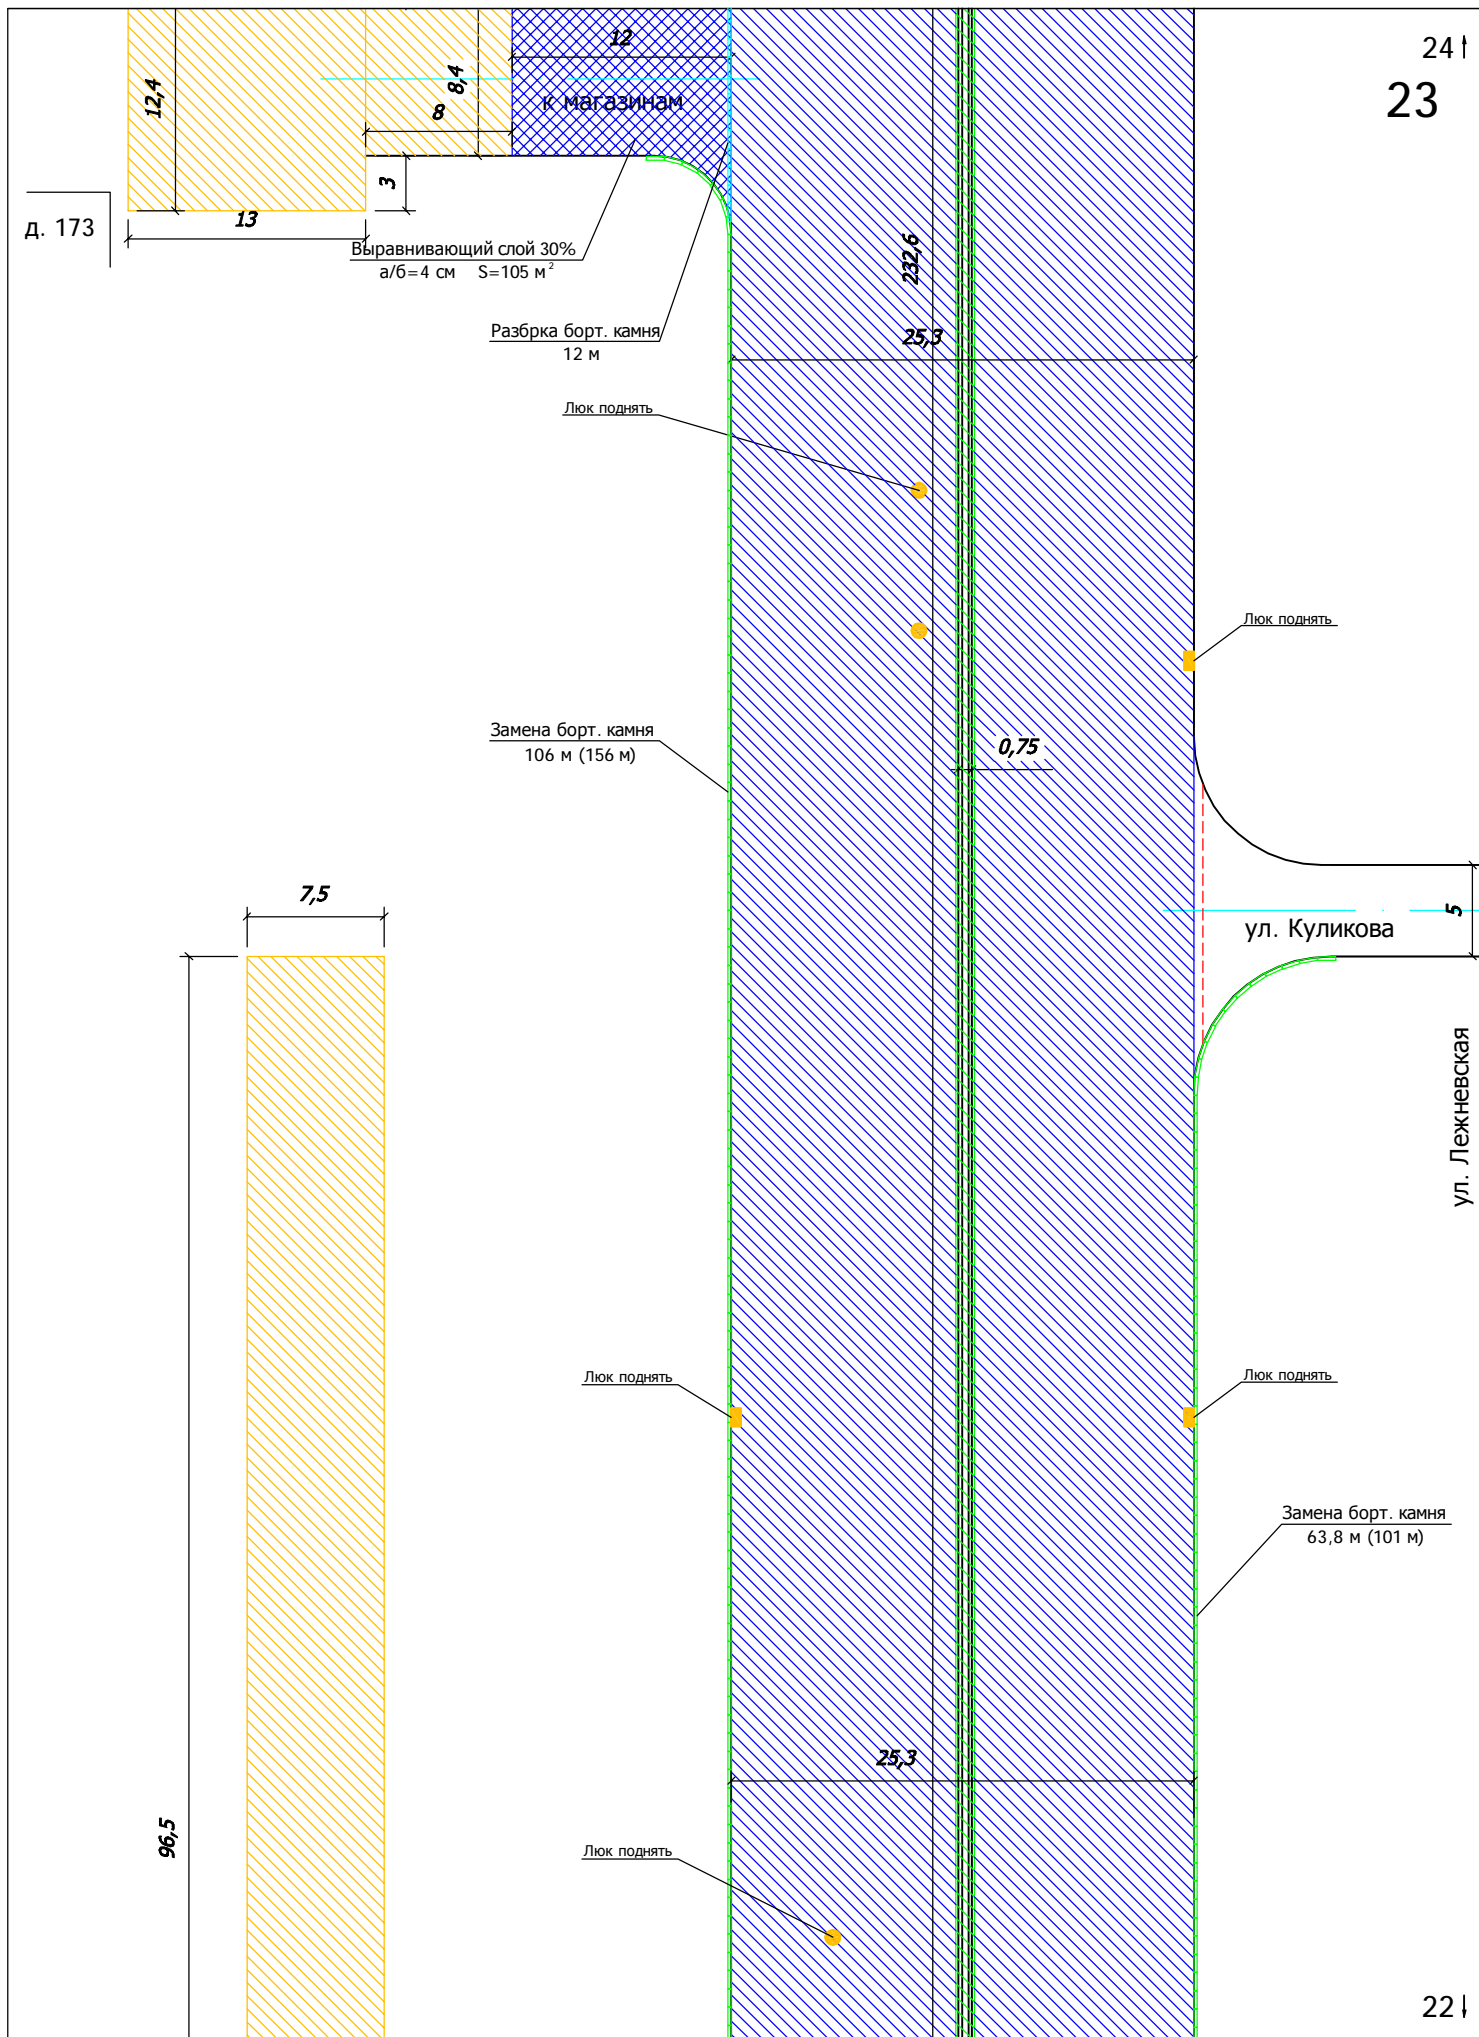 24
23
12
12,4
8,4
8
к магазинам
3
д. 173
13
Выравнивающий слой 30%
а/б=4 см S=105 м²
232,6
Разбрка борт. камня
12 м
25,3
Люк поднять
Люк поднять
Замена борт. камня
106 м (156 м)
0,75
7,5
5
ул. Куликова
ул. Лежневская
Люк поднять
Люк поднять
Замена борт. камня
63,8 м (101 м)
25,3
96,5
Люк поднять
22